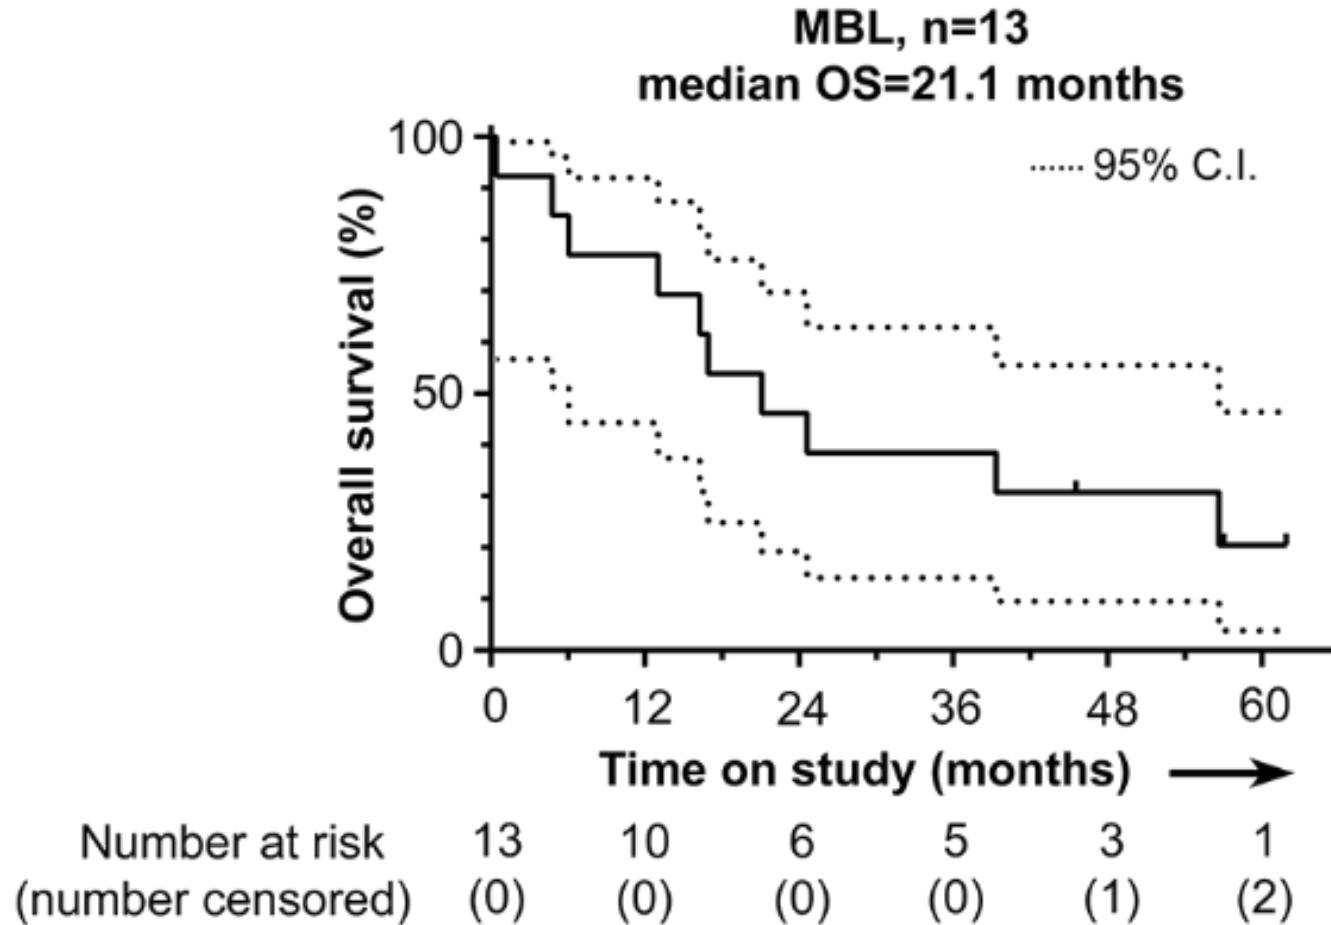 MBL, n=13
median OS=21.1 months
95% C.I.
Overall survival (%)
100
50
0
0 12 24 36 48 60
Time on study (months)
Number at risk 13 10 6 5 3 1
(number censored) (0) (0) (0) (0) (1) (2)